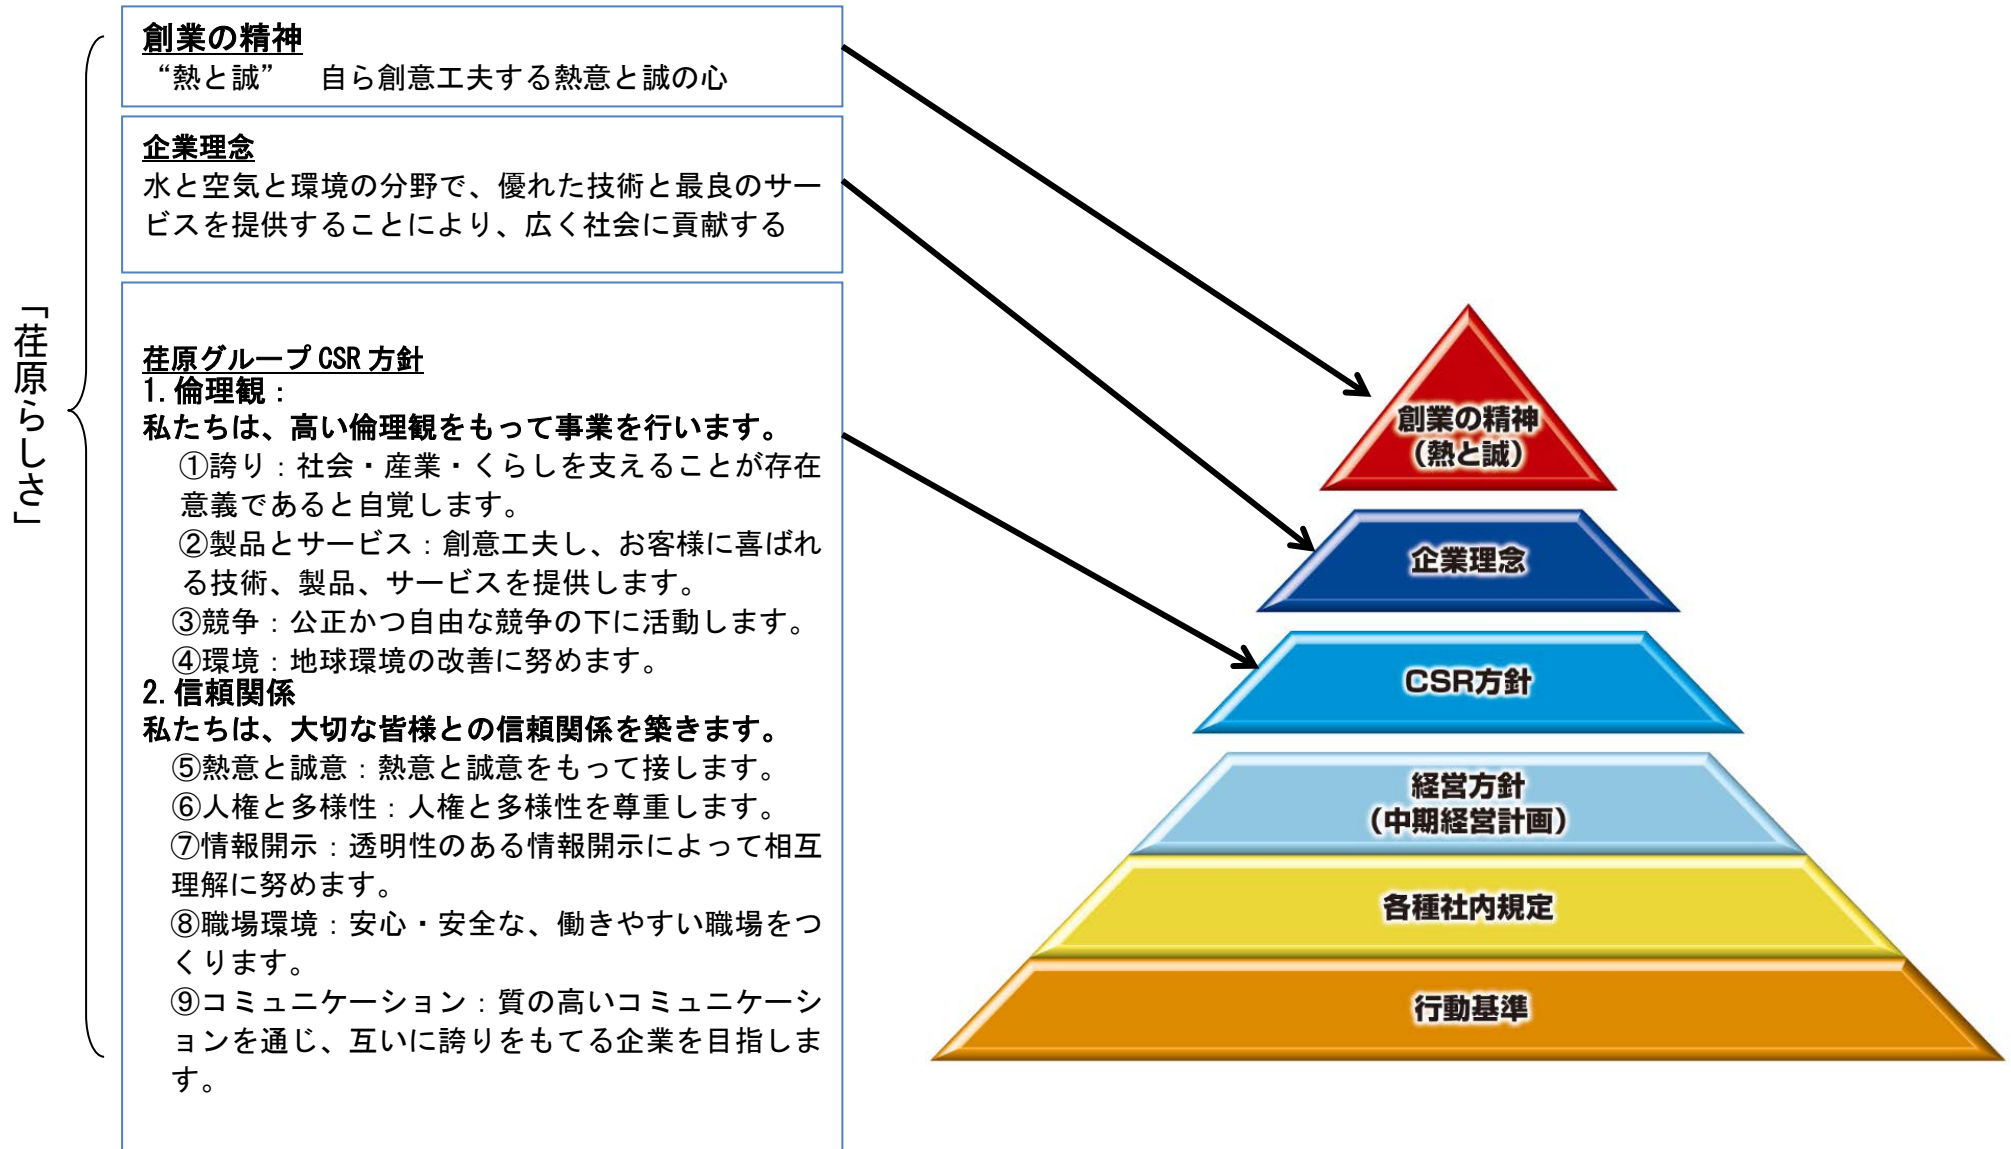 「荏原らしさ」
創業の精神
“熱と誠”　自ら創意工夫する熱意と誠の心
企業理念
水と空気と環境の分野で、優れた技術と最良のサー
ビスを提供することにより、広く社会に貢献する
荏原グループ CSR 方針
1. 倫理観：
私たちは、高い倫理観をもって事業を行います。
①誇り：社会・産業・くらしを支えることが存在
意義であると自覚します。
②製品とサービス：創意工夫し、お客様に喜ばれ
る技術、製品、サービスを提供します。
③競争：公正かつ自由な競争の下に活動します。
④環境：地球環境の改善に努めます。
2. 信頼関係
私たちは、大切な皆様との信頼関係を築きます。
⑤熱意と誠意：熱意と誠意をもって接します。
⑥人権と多様性：人権と多様性を尊重します。
⑦情報開示：透明性のある情報開示によって相互
理解に努めます。
⑧職場環境：安心・安全な、働きやすい職場をつ
くります。
⑨コミュニケーション：質の高いコミュニケーシ
ョンを通じ、互いに誇りをもてる企業を目指しま
す。
創業の精神
（熱と誠）
企業理念
CSR方針
経営方針
（中期経営計画）
各種社内規定
行動基準